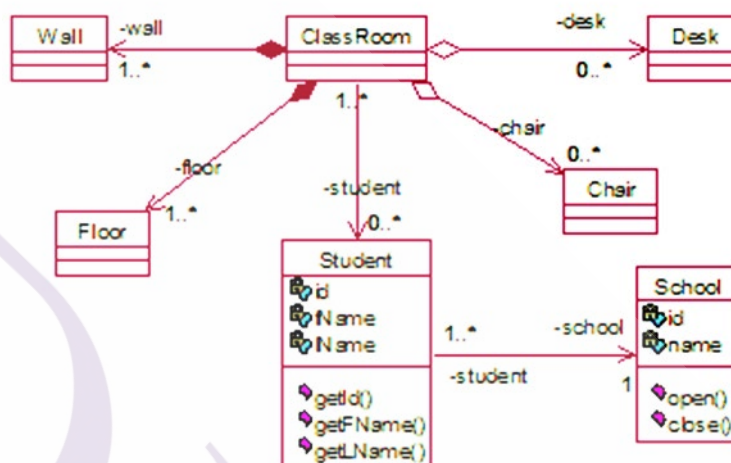 Wall
-wall
1..*
ClassRoom
-desk
0..*
Desk
1..*
-floor
1..*
Floor
-chair
0..*
Chair
-student
0..*
Student
id
fName
lName
getId()
getFName()
getLName()
1..*
-school
-student
1
School
id
name
open()
close()